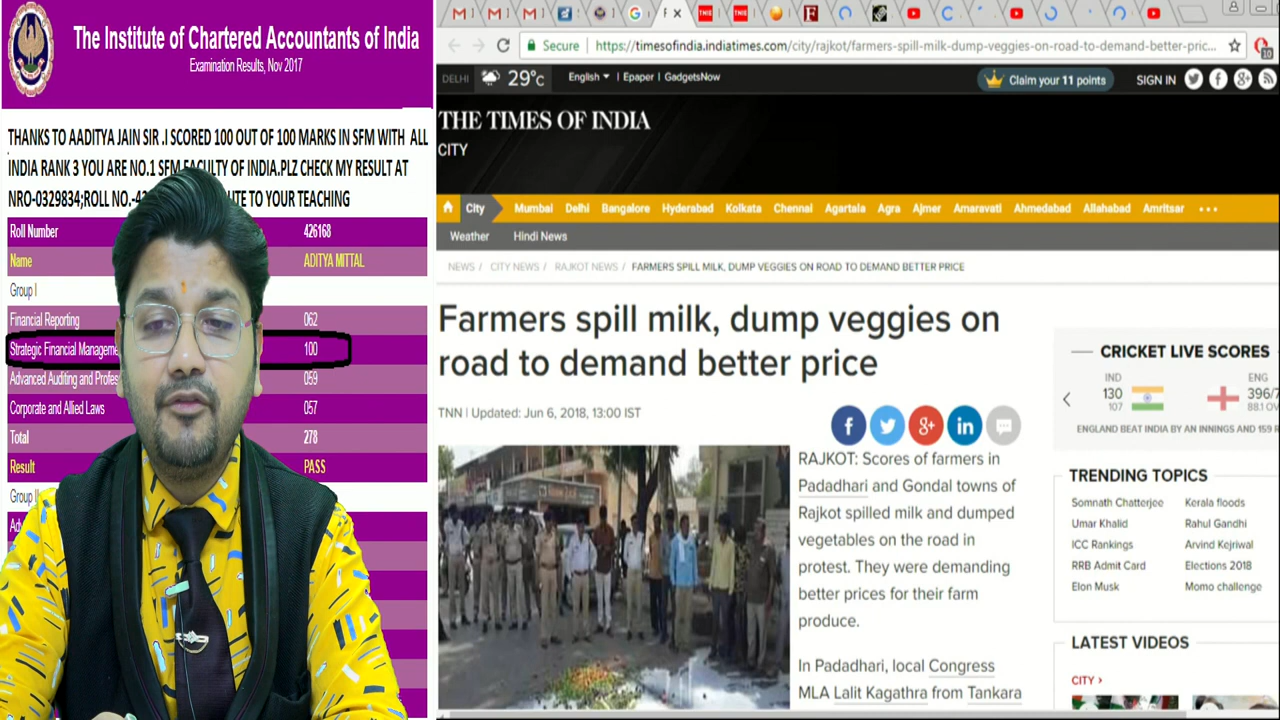 The Institute of Chartered Accountants of India
Examination Results, Nov 2017
THANKS TO AADITYA JAIN SIR .I SCORED 100 OUT OF 100 MARKS IN SFM WITH ALL
INDIA RANK 3 YOU ARE NO.1 SFM FACULTY OF INDIA.PLZ CHECK MY RESULT AT
NRO-0329834;ROLL NO. TO YOUR TEACHING
Roll Number 426168
Name ADITYA MITTAL
Group I
Financial Reporting 062
Strategic Financial 100
Advanced Auditing and 059
Corporate and Allied Laws 057
Total 278
Result PASS
Group
Secure https://timesofindia.indiatimes.com/city/rajkot/farmers-spill-milk-dump-veggies-on-road-to-demand-better-pric...
10
DELHI 29°C English | Epaper | GadgetsNow Claim your 11 points SIGN IN
THE TIMES OF INDIA
CITY
City Mumbai Delhi Bangalore Hyderabad Kolkata Chennai Agartala Agra Ajmer Amaravati Ahmedabad Allahabad Amritsar
Weather Hindi News
NEWS / CITY NEWS / RAJKOT NEWS / FARMERS SPILL MILK, DUMP VEGGIES ON ROAD TO DEMAND BETTER PRICE
Farmers spill milk, dump veggies on
road to demand better price
TNN | Updated: Jun 6, 2018, 13:00 IST
RAJKOT: Scores of farmers in
Padadhari and Gondal towns of
Rajkot spilled milk and dumped
vegetables on the road in
protest. They were demanding
better prices for their farm
produce.
In Padadhari, local Congress
MLA Lalit Kagathra from Tankara
CRICKET LIVE SCORES
IND ENG
130 396/7
107 88.1 OV
ENGLAND BEAT INDIA BY AN INNINGS AND 159 R
TRENDING TOPICS
Somnath Chatterjee Kerala floods
Umar Khalid Rahul Gandhi
ICC Rankings Arvind Kejriwal
RRB Admit Card Elections 2018
Elon Musk Momo challenge
LATEST VIDEOS
CITY ›